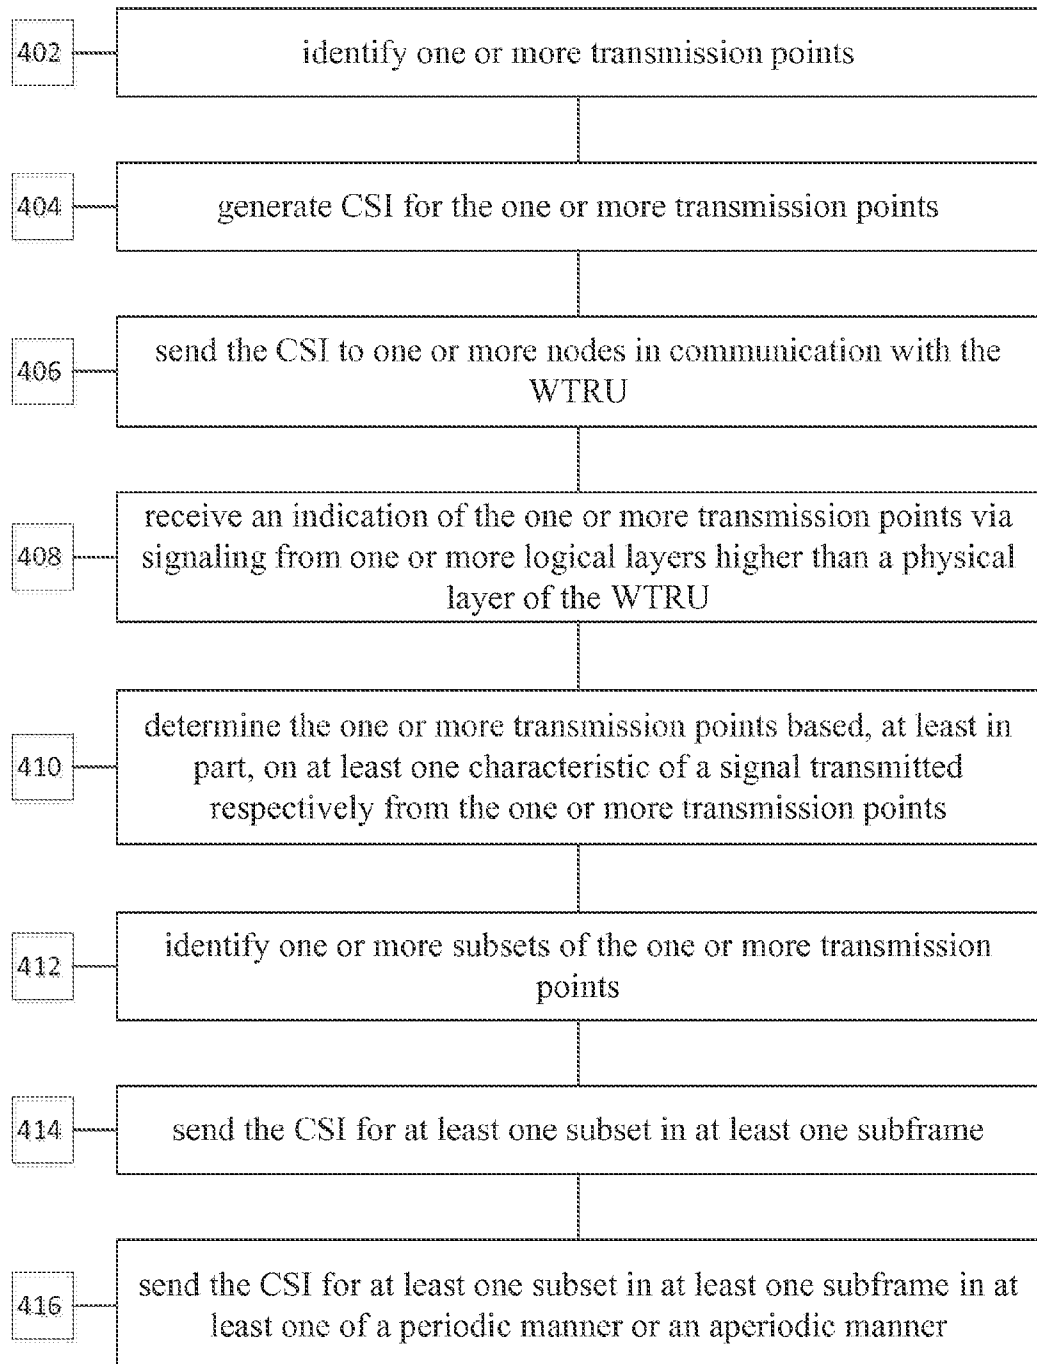 402
identify one or more transmission points
404
generate CSI for the one or more transmission points
406
send the CSI to one or more nodes in communication with the
WTRU
408
receive an indication of the one or more transmission points via
signaling from one or more logical layers higher than a physical
layer of the WTRU
410
determine the one or more transmission points based, at least in
part, on at least one characteristic of a signal transmitted
respectively from the one or more transmission points
412
identify one or more subsets of the one or more transmission
points
414
send the CSI for at least one subset in at least one subframe
416
send the CSI for at least one subset in at least one subframe in at
least one of a periodic manner or an aperiodic manner